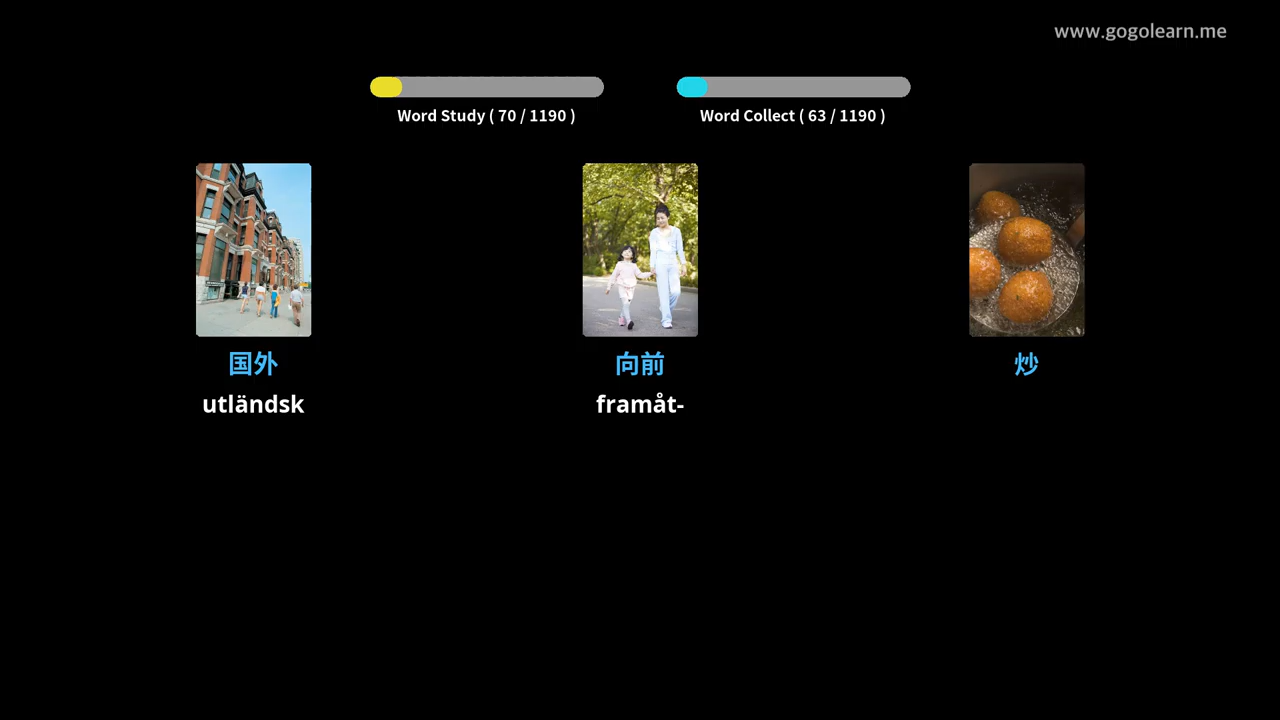 www.gogolearn.me
Word Study ( 70 / 1190 )
Word Collect ( 63 / 1190 )
国外
utländsk
向前
framåt-
炒